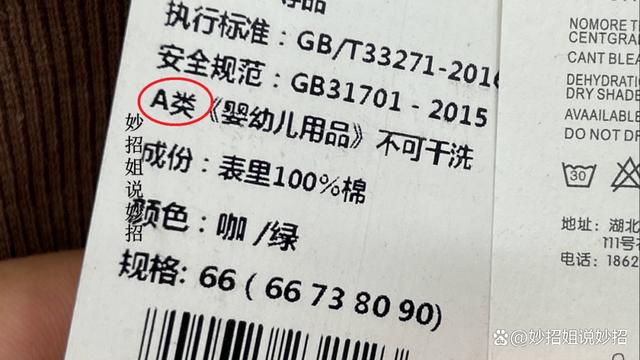 执行标准：GB/T33271-2016
安全规范：GB31701-2015
A类《婴幼儿用品》不可干洗
成份：表里100%棉
颜色：咖/绿
规格：66（66 73 80 90）
妙招姐说妙招
NOMORE
CENTGRA
CANT BLEA
DEHYDRATI
DRY SHADE
AVAAILABLE
DO NOT DR
30
地址：湖北
111号
电话：1862
@妙招姐说妙招